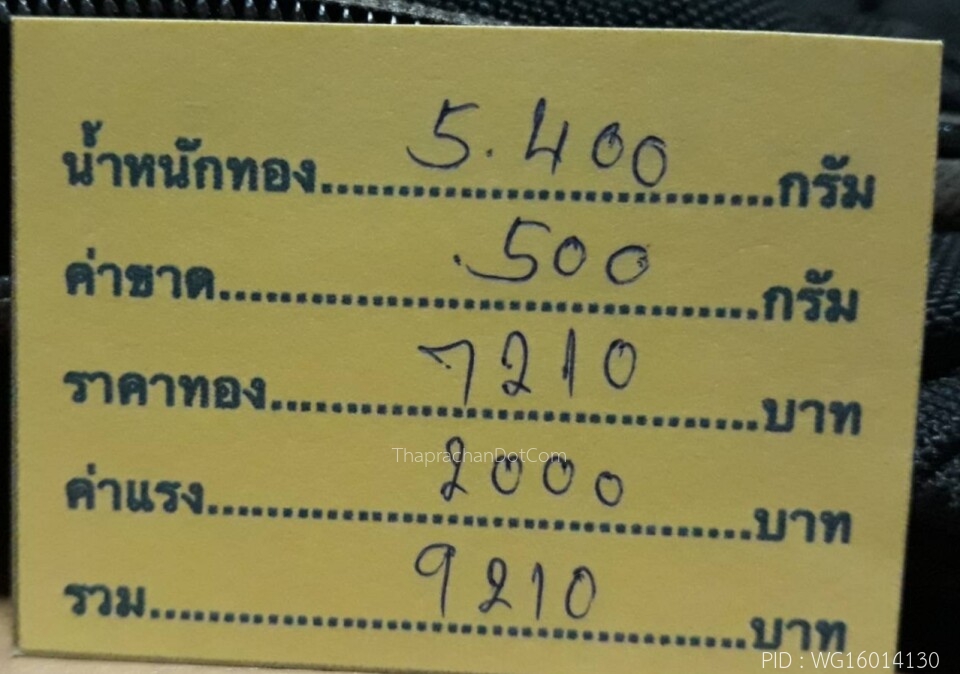 น้ำหนักทอง.....5.400.....กรัม
ค่าขาด.....500.....กรัม
ราคาทอง.....7210.....บาท
ThaprachanDotCom
ค่าแรง.....2000.....บาท
รวม.....9210.....บาท
PID : WG16014130